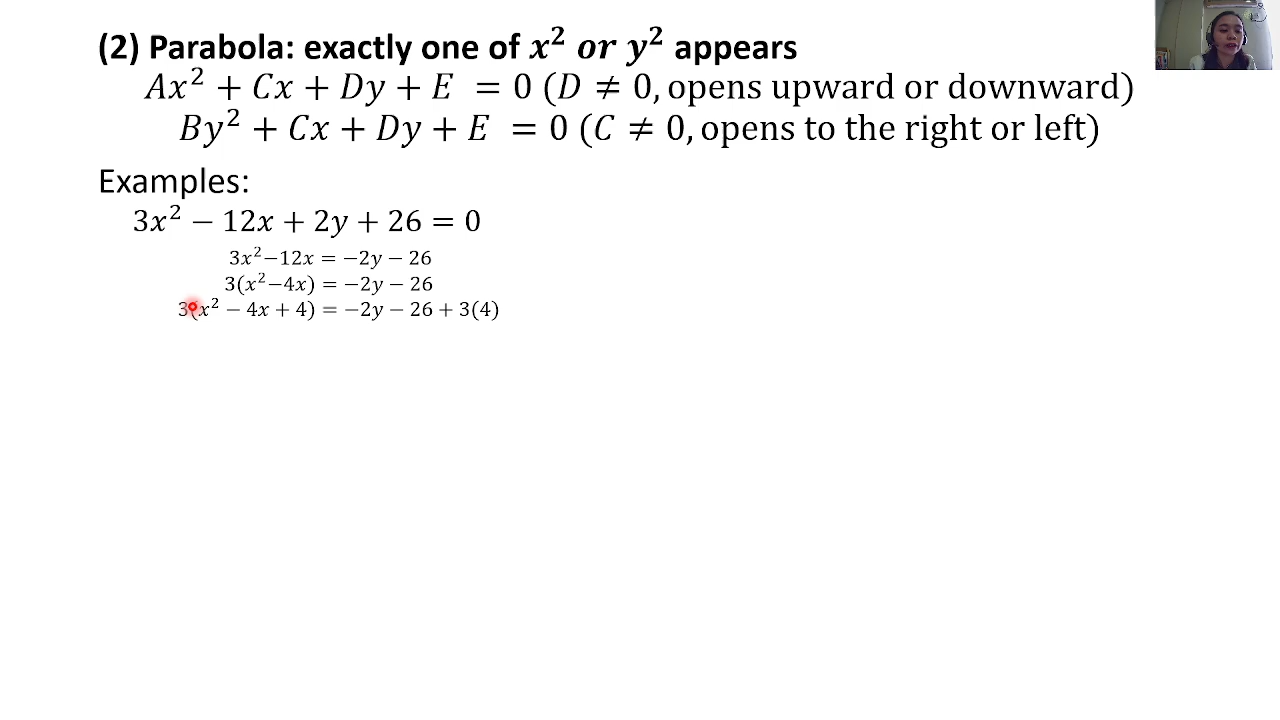 (2) Parabola: exactly one of x² or y² appears
Ax² + Cx + Dy + E = 0 (D ≠ 0, opens upward or downward)
By² + Cx + Dy + E = 0 (C ≠ 0, opens to the right or left)
Examples:
3x² − 12x + 2y + 26 = 0
3x²−12x = −2y − 26
3(x²−4x) = −2y − 26
3(x² − 4x + 4) = −2y − 26 + 3(4)